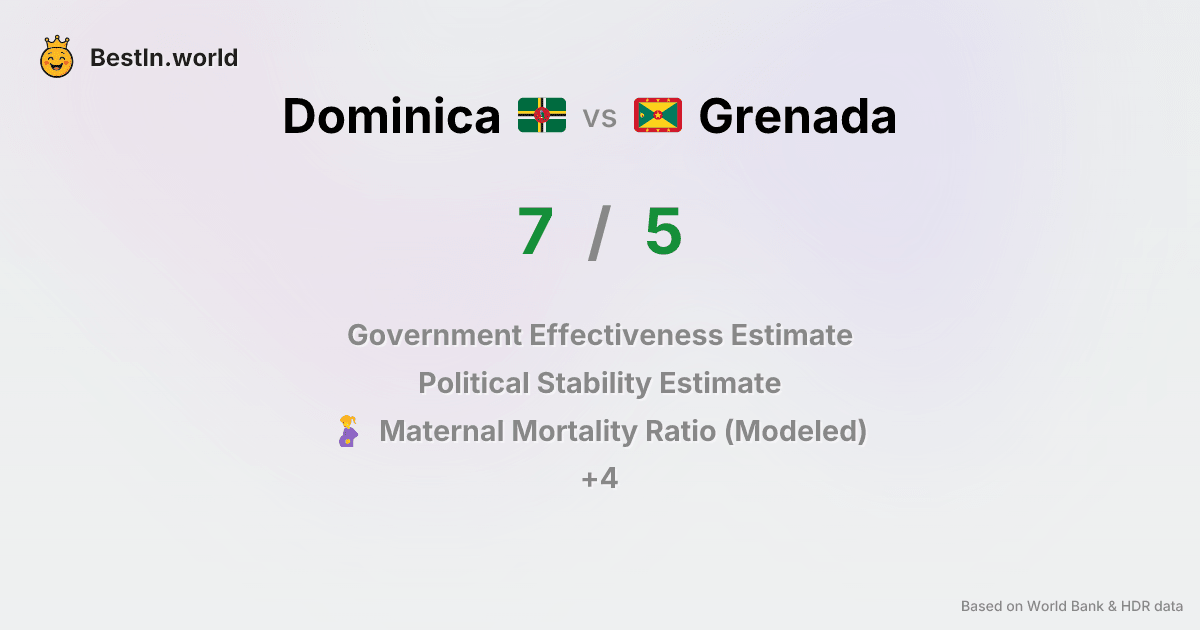 BestIn.world
Dominica vs Grenada
7 / 5
Government Effectiveness Estimate
Political Stability Estimate
Maternal Mortality Ratio (Modeled)
+4
Based on World Bank & HDR data